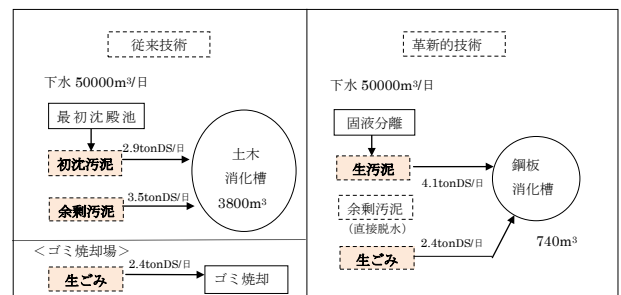 従来技術
下水 50000m³/日
最初沈殿池
初沈汚泥
2.9tonDS/日
余剰汚泥
3.5tonDS/日
土木
消化槽
3800m³
＜ゴミ焼却場＞
生ごみ
2.4tonDS/日
ゴミ焼却
革新的技術
下水 50000m³/日
固液分離
生汚泥
4.1tonDS/日
余剰汚泥
(直接脱水)
生ごみ
2.4tonDS/日
鋼板
消化槽
740m³